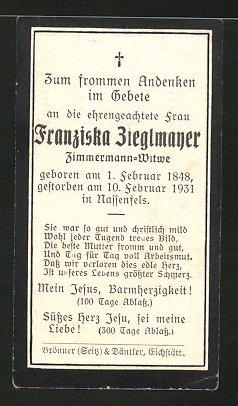 Zum frommen Andenken
im Gebete
an die ehrengeachtete Frau
Franziska Zieglmayer
Zimmermann=Witwe
geboren am 1. Februar 1848,
gestorben am 10. Februar 1931
in Nassenfels.
Sie war so gut und christlich mild
Wohl jeder Tugend treues Bild,
Die beste Mutter fromm und gut,
Und Tag für Tag voll Arbeitsmut.
Daß wir verloren dies edle Herz,
Ist unseres Lebens größter Schmerz.
Mein Jesus, Barmherzigkeit!
(100 Tage Ablaß.)
Süßes Herz Jesu, sei meine
Liebe! (300 Tage Ablaß.)
Brönner (Seitz) & Däntler, Eichstätt.